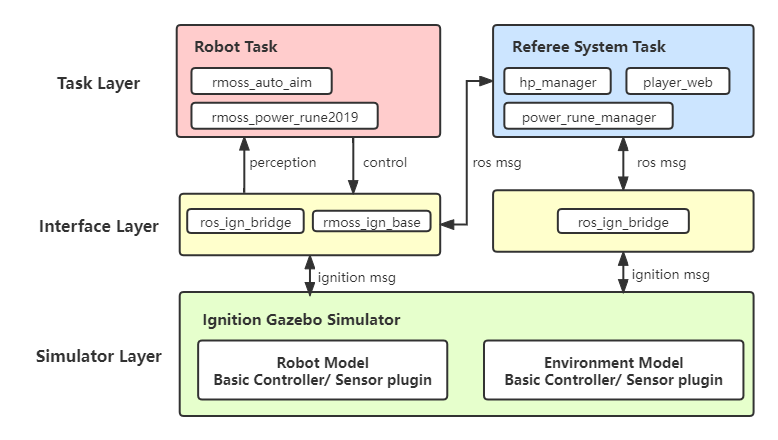 Robot Task
Referee System Task
Task Layer
rmoss_auto_aim
hp_manager
player_web
rmoss_power_rune2019
power_rune_manager
perception
control
ros msg
ros msg
Interface Layer
ros_ign_bridge
rmoss_ign_base
ros_ign_bridge
ignition msg
ignition msg
Ignition Gazebo Simulator
Simulator Layer
Robot Model
Basic Controller/ Sensor plugin
Environment Model
Basic Controller/ Sensor plugin